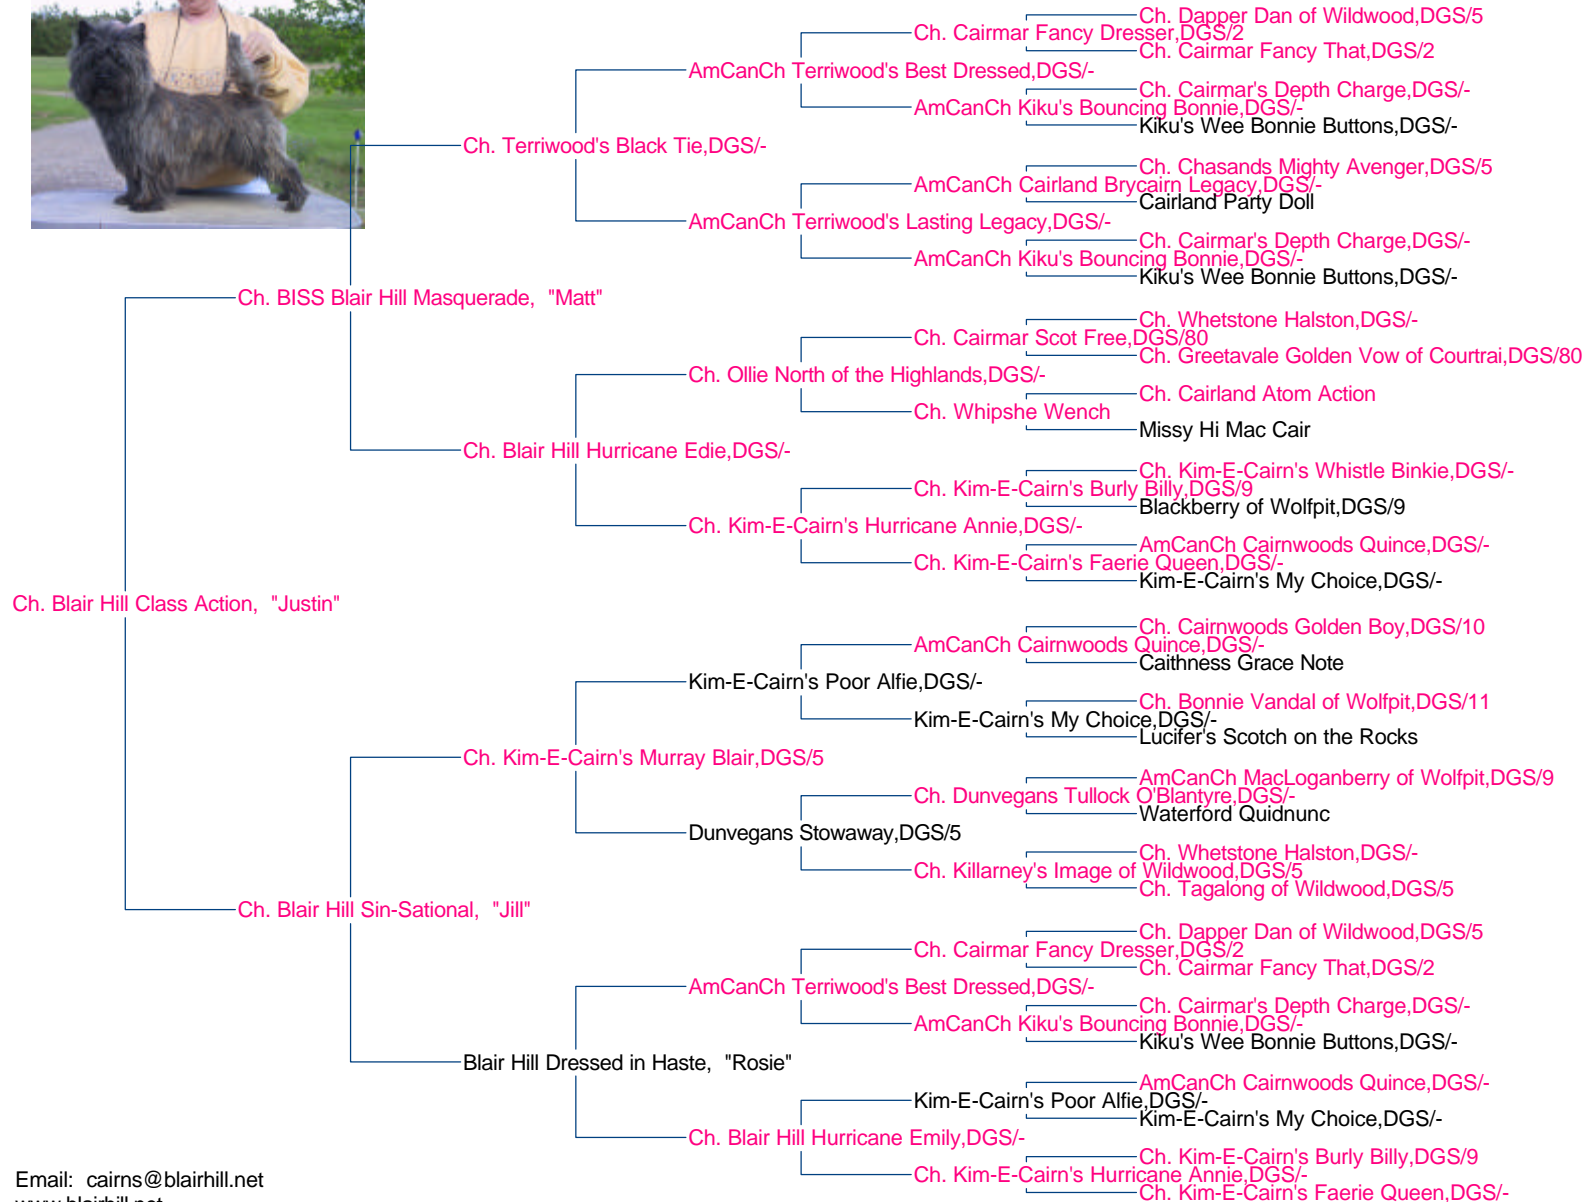 Ch. Dapper Dan of Wildwood,DGS/5
Ch. Cairmar Fancy Dresser,DGS/2
Ch. Cairmar Fancy That,DGS/2
AmCanCh Terriwood's Best Dressed,DGS/-
Ch. Cairmar's Depth Charge,DGS/-
AmCanCh Kiku's Bouncing Bonnie,DGS/-
Kiku's Wee Bonnie Buttons,DGS/-
Ch. Terriwood's Black Tie,DGS/-
Ch. Chasands Mighty Avenger,DGS/5
AmCanCh Cairland Brycairn Legacy,DGS/-
Cairland Party Doll
AmCanCh Terriwood's Lasting Legacy,DGS/-
Ch. Cairmar's Depth Charge,DGS/-
AmCanCh Kiku's Bouncing Bonnie,DGS/-
Kiku's Wee Bonnie Buttons,DGS/-
Ch. BISS Blair Hill Masquerade, "Matt"
Ch. Whetstone Halston,DGS/-
Ch. Cairmar Scot Free,DGS/80
Ch. Greetavale Golden Vow of Courtrai,DGS/80
Ch. Ollie North of the Highlands,DGS/-
Ch. Cairland Atom Action
Ch. Whipshe Wench
Missy Hi Mac Cair
Ch. Blair Hill Hurricane Edie,DGS/-
Ch. Kim-E-Cairn's Whistle Binkie,DGS/-
Ch. Kim-E-Cairn's Burly Billy,DGS/9
Blackberry of Wolfpit,DGS/9
Ch. Kim-E-Cairn's Hurricane Annie,DGS/-
AmCanCh Cairnwoods Quince,DGS/-
Ch. Kim-E-Cairn's Faerie Queen,DGS/-
Kim-E-Cairn's My Choice,DGS/-
Ch. Blair Hill Class Action, "Justin"
Ch. Cairnwoods Golden Boy,DGS/10
AmCanCh Cairnwoods Quince,DGS/-
Caithness Grace Note
Kim-E-Cairn's Poor Alfie,DGS/-
Ch. Bonnie Vandal of Wolfpit,DGS/11
Kim-E-Cairn's My Choice,DGS/-
Lucifer's Scotch on the Rocks
Ch. Kim-E-Cairn's Murray Blair,DGS/5
AmCanCh MacLoganberry of Wolfpit,DGS/9
Ch. Dunvegans Tullock O'Blantyre,DGS/-
Waterford Quidnunc
Dunvegans Stowaway,DGS/5
Ch. Whetstone Halston,DGS/-
Ch. Killarney's Image of Wildwood,DGS/5
Ch. Tagalong of Wildwood,DGS/5
Ch. Blair Hill Sin-Sational, "Jill"
Ch. Dapper Dan of Wildwood,DGS/5
Ch. Cairmar Fancy Dresser,DGS/2
Ch. Cairmar Fancy That,DGS/2
AmCanCh Terriwood's Best Dressed,DGS/-
Ch. Cairmar's Depth Charge,DGS/-
AmCanCh Kiku's Bouncing Bonnie,DGS/-
Kiku's Wee Bonnie Buttons,DGS/-
Blair Hill Dressed in Haste, "Rosie"
AmCanCh Cairnwoods Quince,DGS/-
Kim-E-Cairn's Poor Alfie,DGS/-
Kim-E-Cairn's My Choice,DGS/-
Ch. Blair Hill Hurricane Emily,DGS/-
Ch. Kim-E-Cairn's Burly Billy,DGS/9
Ch. Kim-E-Cairn's Hurricane Annie,DGS/-
Ch. Kim-E-Cairn's Faerie Queen,DGS/-
Email: cairns@blairhill.net
www.blairhill.net